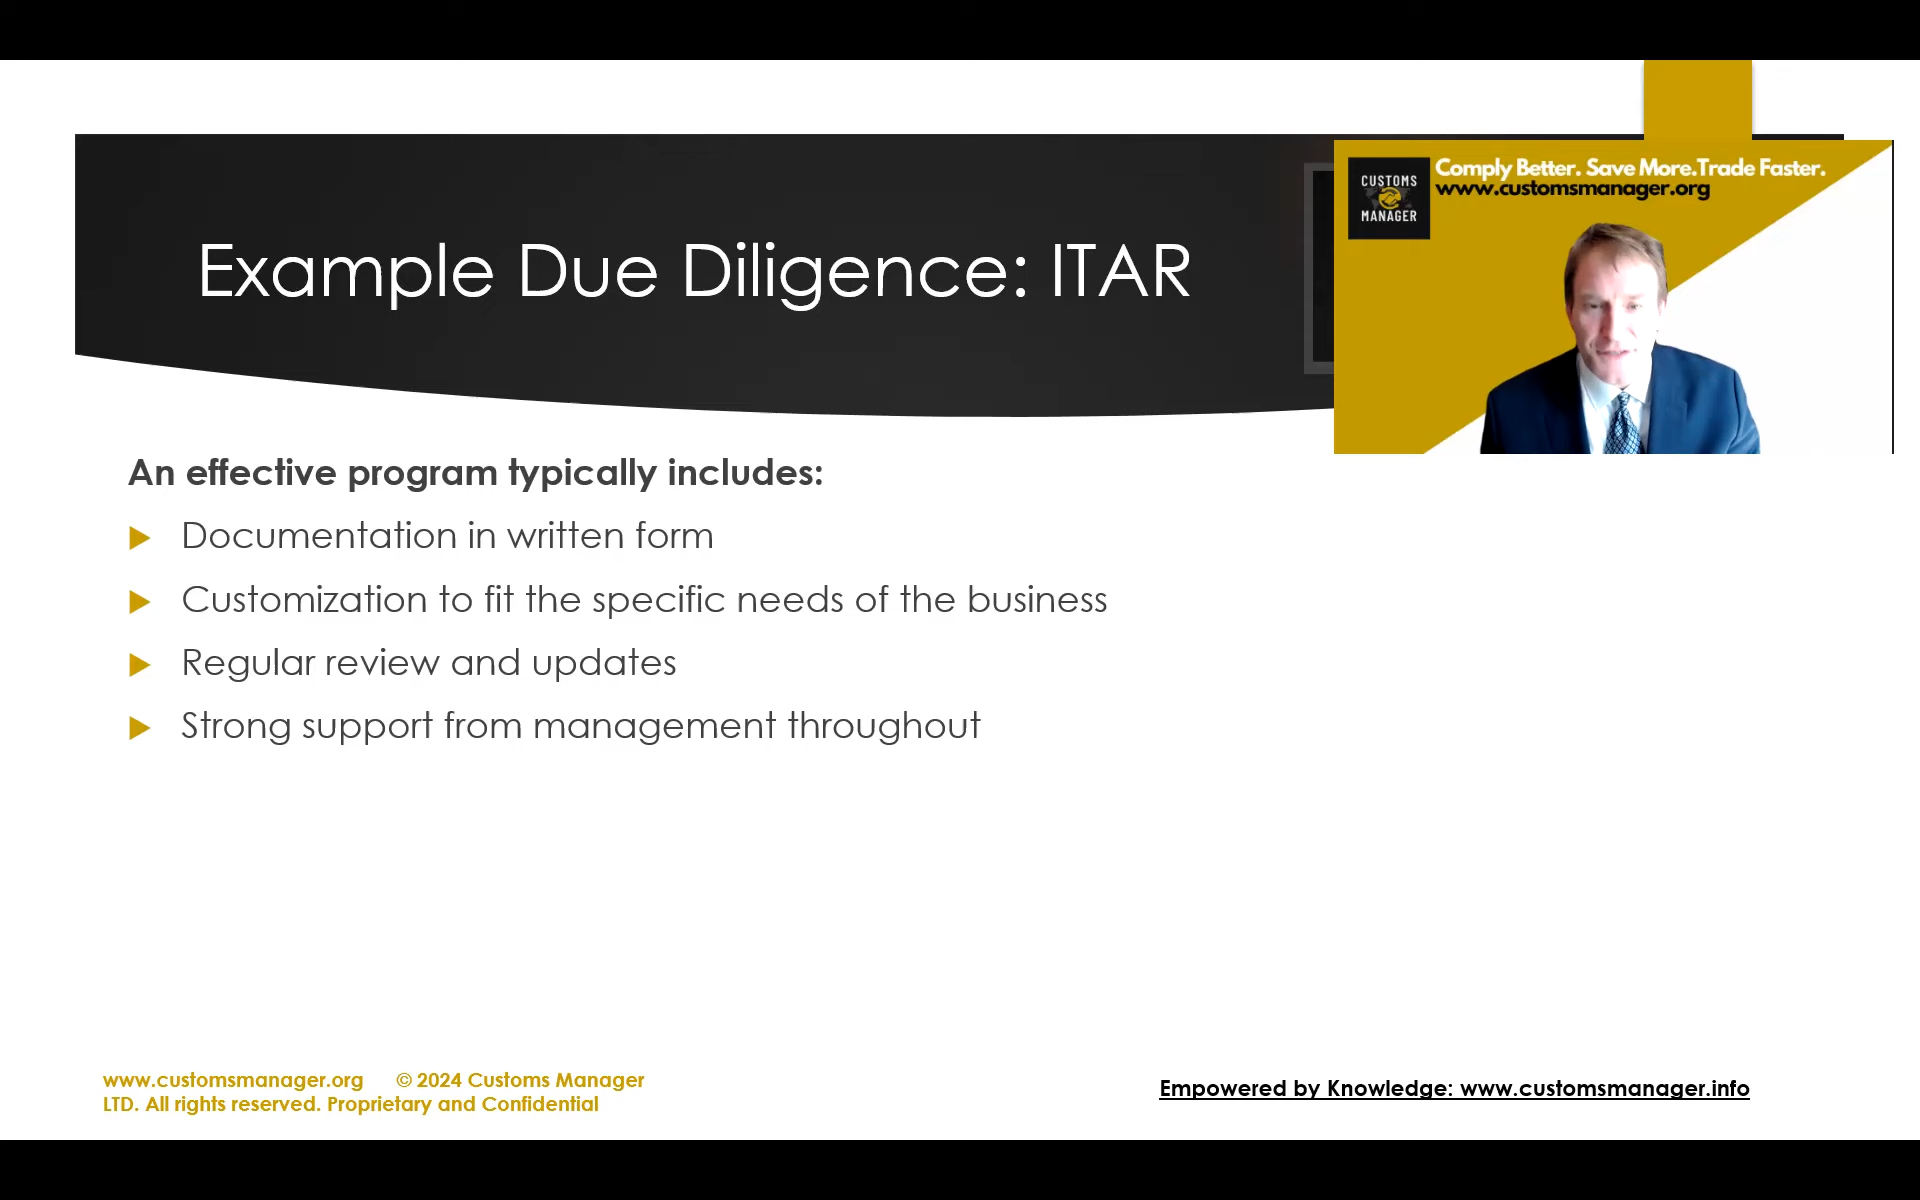 Example Due Diligence: ITAR
CUSTOMS
MANAGER
Comply Better. Save More.Trade Faster.
www.customsmanager.org
An effective program typically includes:
Documentation in written form
Customization to fit the specific needs of the business
Regular review and updates
Strong support from management throughout
www.customsmanager.org © 2024 Customs Manager
LTD. All rights reserved. Proprietary and Confidential
Empowered by Knowledge: www.customsmanager.info